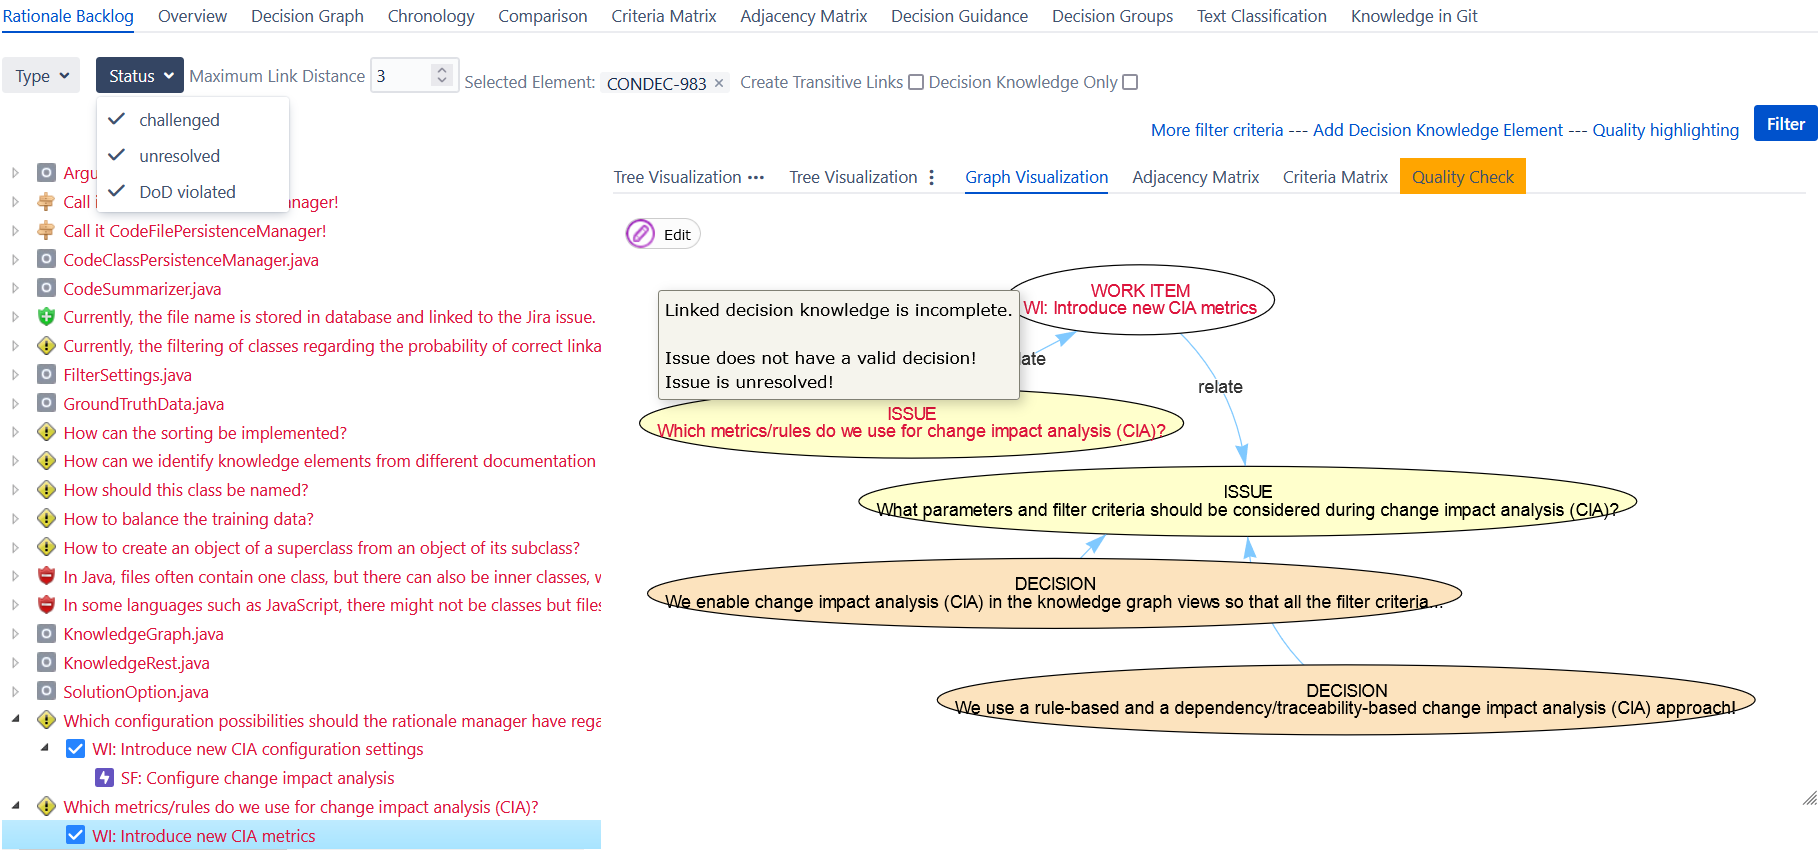 Rationale Backlog Overview Decision Graph Chronology Comparison Criteria Matrix Adjacency Matrix Decision Guidance Decision Groups Text Classification Knowledge in Git
Type Status Maximum Link Distance 3 Selected Element: CONDEC-983 × Create Transitive Links Decision Knowledge Only
challenged
unresolved
DoD violated
More filter criteria --- Add Decision Knowledge Element --- Quality highlighting Filter
Argu
Call i nager!
Call it CodeFilePersistenceManager!
CodeClassPersistenceManager.java
CodeSummarizer.java
Currently, the file name is stored in database and linked to the Jira issue.
Currently, the filtering of classes regarding the probability of correct linka
FilterSettings.java
GroundTruthData.java
How can the sorting be implemented?
How can we identify knowledge elements from different documentation
How should this class be named?
How to balance the training data?
How to create an object of a superclass from an object of its subclass?
In Java, files often contain one class, but there can also be inner classes, w
In some languages such as JavaScript, there might not be classes but files
KnowledgeGraph.java
KnowledgeRest.java
SolutionOption.java
Which configuration possibilities should the rationale manager have rega
WI: Introduce new CIA configuration settings
SF: Configure change impact analysis
Which metrics/rules do we use for change impact analysis (CIA)?
WI: Introduce new CIA metrics
Tree Visualization Tree Visualization Graph Visualization Adjacency Matrix Criteria Matrix Quality Check
Edit
WORK ITEM
WI: Introduce new CIA metrics
Linked decision knowledge is incomplete.
Issue does not have a valid decision!
Issue is unresolved!
late
relate
ISSUE
Which metrics/rules do we use for change impact analysis (CIA)?
ISSUE
What parameters and filter criteria should be considered during change impact analysis (CIA)?
DECISION
We enable change impact analysis (CIA) in the knowledge graph views so that all the filter criteria...
DECISION
We use a rule-based and a dependency/traceability-based change impact analysis (CIA) approach!